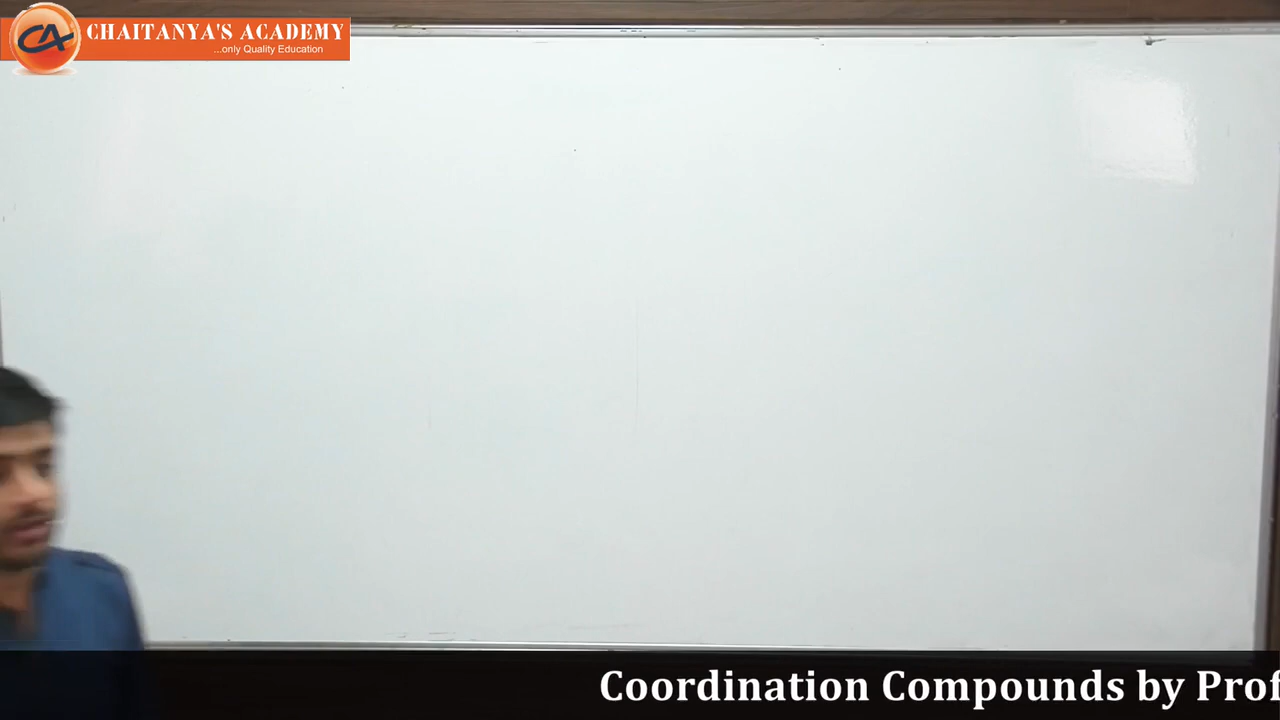 CHAITANYA'S ACADEMY
...only Quality Education
Coordination Compounds by Prof